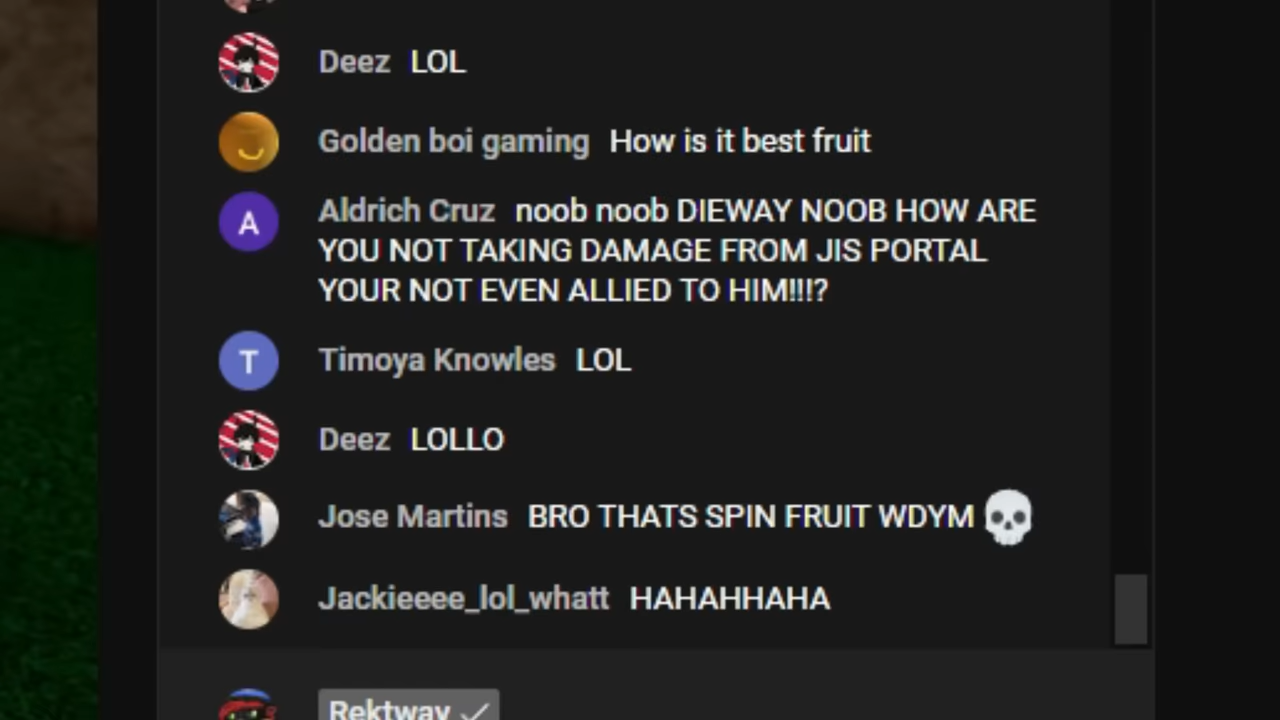 Deez LOL
Golden boi gaming How is it best fruit
A Aldrich Cruz noob noob DIEWAY NOOB HOW ARE
YOU NOT TAKING DAMAGE FROM JIS PORTAL
YOUR NOT EVEN ALLIED TO HIM!!!?
T Timoya Knowles LOL
Deez LOLLO
Jose Martins BRO THATS SPIN FRUIT WDYM 💀
Jackieeee_lol_whatt HAHAHHAHA
Rektway ✓